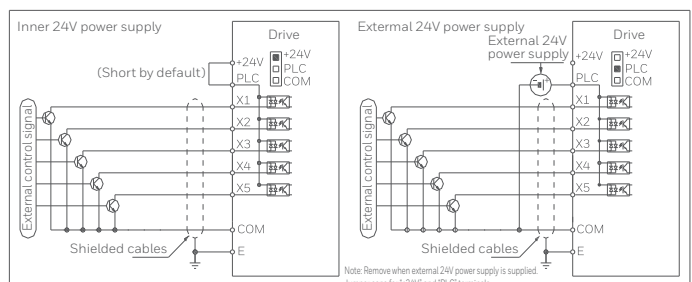 Inner 24V power supply
Drive
+24V
PLC
COM
+24V
(Short by default)
PLC
X1
X2
X3
X4
X5
External control signal
COM
Shielded cables
E
Extermal 24V power supply
Drive
External 24V
power supply
+24V
PLC
COM
+24V
PLC
X1
X2
X3
X4
X5
External control signal
COM
Shielded cables
E
Note: Remove when external 24V power supply is supplied.